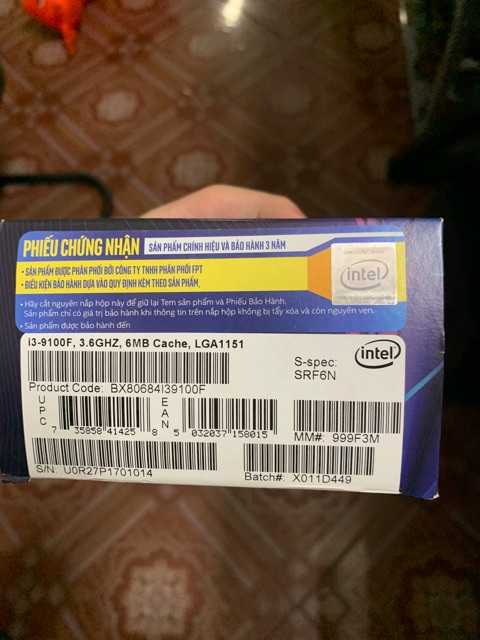 PHIẾU CHỨNG NHẬN SẢN PHẨM CHÍNH HIỆU VÀ BẢO HÀNH 3 NĂM
• SẢN PHẨM ĐƯỢC PHÂN PHỐI BỞI CÔNG TY TNHH PHÂN PHỐI FPT
• ĐIỀU KIỆN BẢO HÀNH DỰA VÀO QUY ĐỊNH KÈM THEO SẢN PHẨM.
intel
• Hãy cắt nguyên nắp hộp này để giữ lại Tem sản phẩm và Phiếu Bảo Hành.
Sản phẩm chỉ có giá trị bảo hành khi thông tin trên nắp hộp không bị tẩy xóa và còn nguyên vẹn.
• Sản phẩm được bảo hành đến
i3-9100F, 3.6GHZ, 6MB Cache, LGA1151
intel
S-spec:
SRF6N
Product Code: BX80684I39100F
UPC 7 35858 41425 8
EAN 5 032037 158015
MM#: 999F3M
S/N: U0R27P1701014
Batch#: X011D449